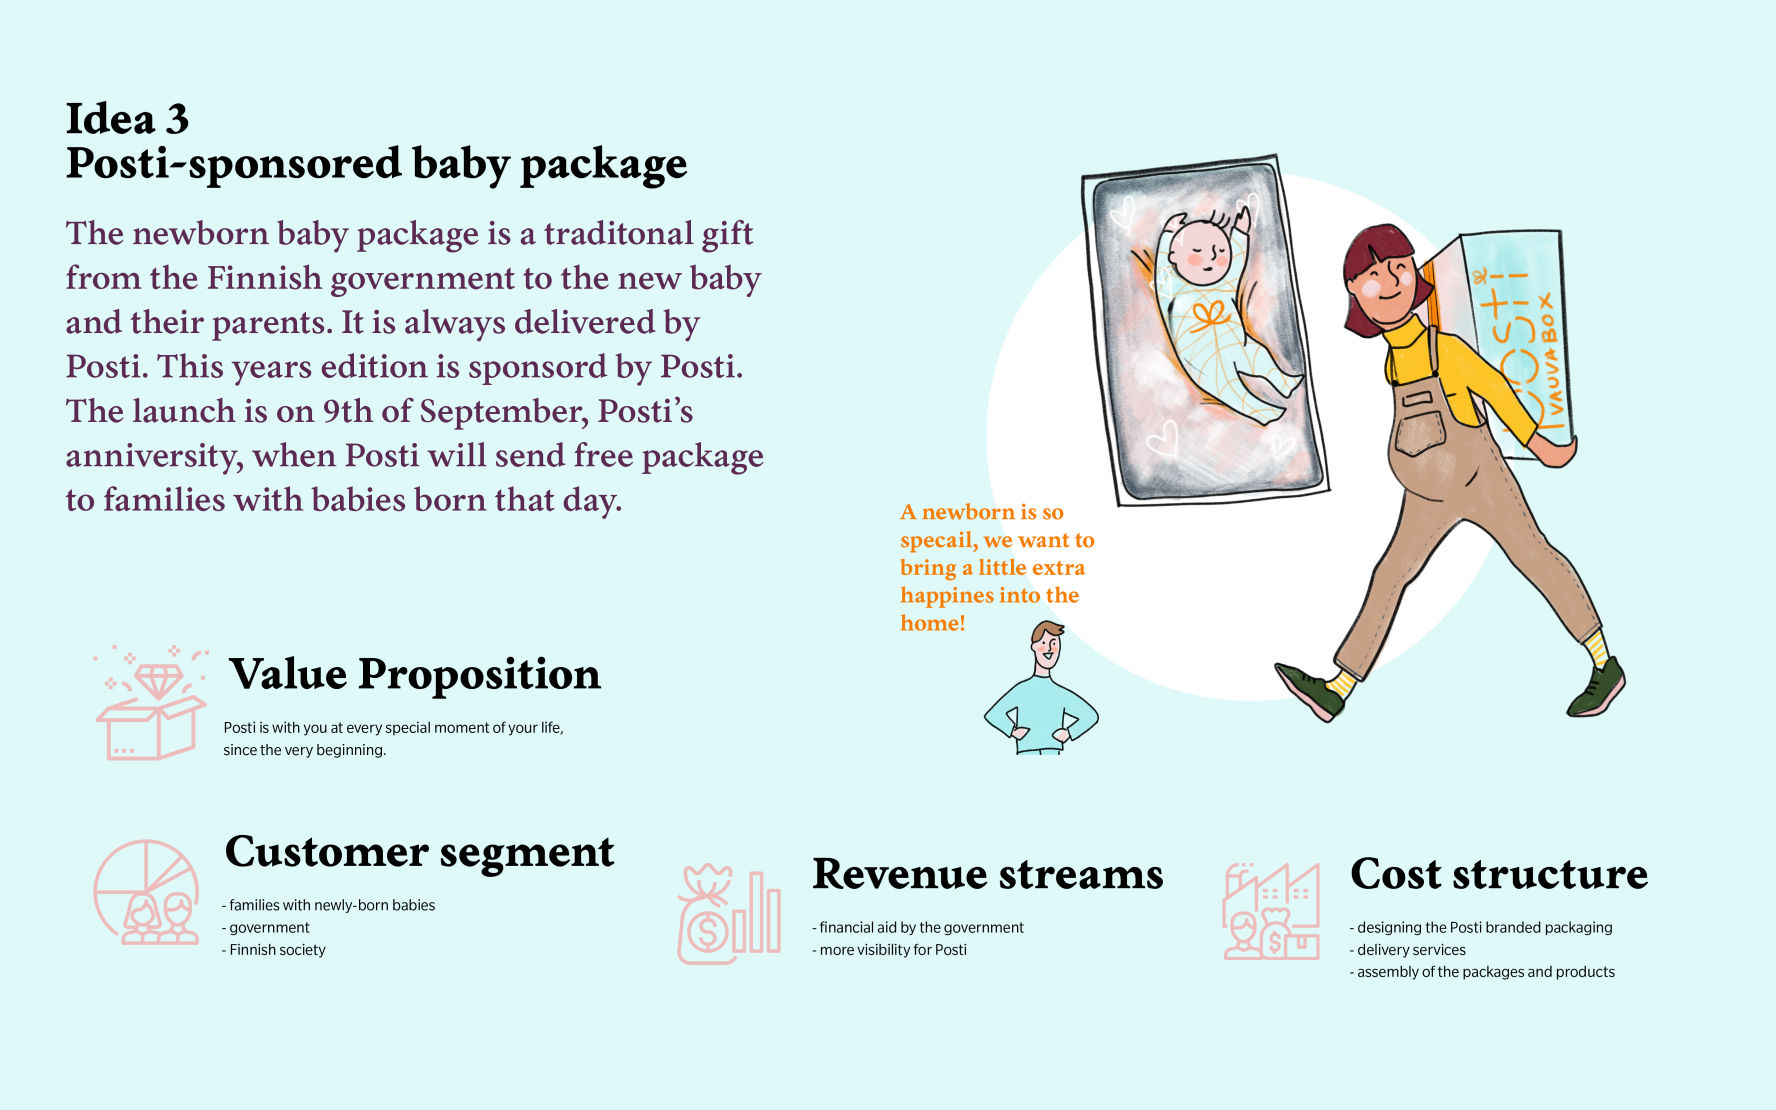 Idea 3
Posti-sponsored baby package
The newborn baby package is a traditonal gift
from the Finnish government to the new baby
and their parents. It is always delivered by
Posti. This years edition is sponsord by Posti.
The launch is on 9th of September, Posti’s
anniversity, when Posti will send free package
to families with babies born that day.
posti
VAUVABOX
A newborn is so
specail, we want to
bring a little extra
happines into the
home!
Value Proposition
Posti is with you at every special moment of your life,
since the very beginning.
Customer segment
- families with newly-born babies
- government
- Finnish society
Revenue streams
- financial aid by the government
- more visibility for Posti
Cost structure
- designing the Posti branded packaging
- delivery services
- assembly of the packages and products